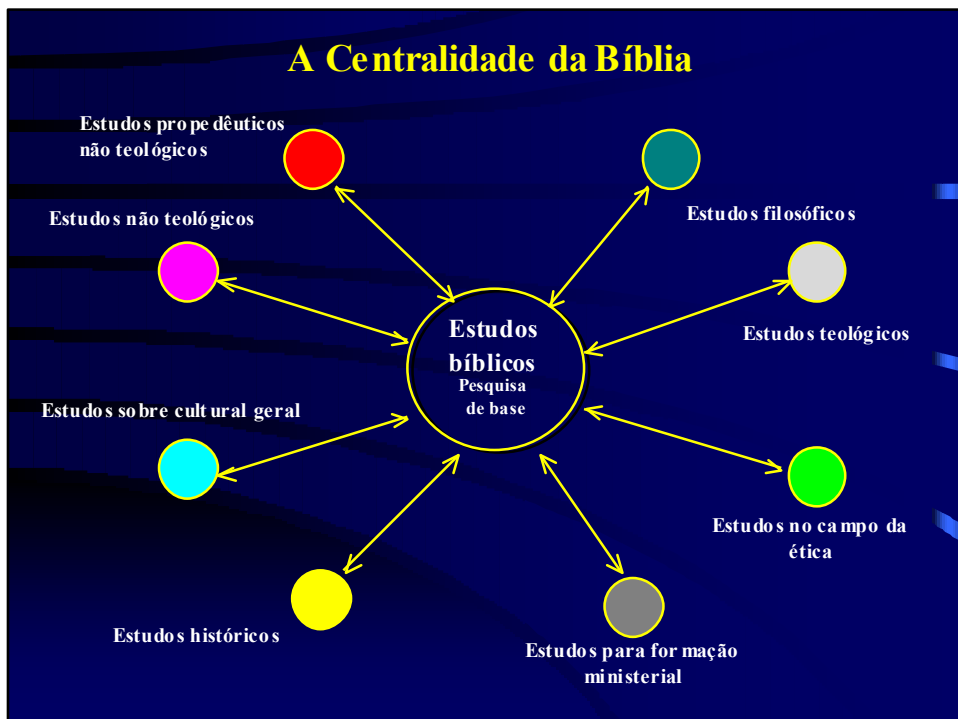 A Centralidade da Bíblia
Estudos propedêuticos
não teológicos
Estudos não teológicos
Estudos filosóficos
Estudos teológicos
Estudos
bíblicos
Pesquisa
de base
Estudos sobre cultural geral
Estudos no campo da
ética
Estudos históricos
Estudos para formação
ministerial